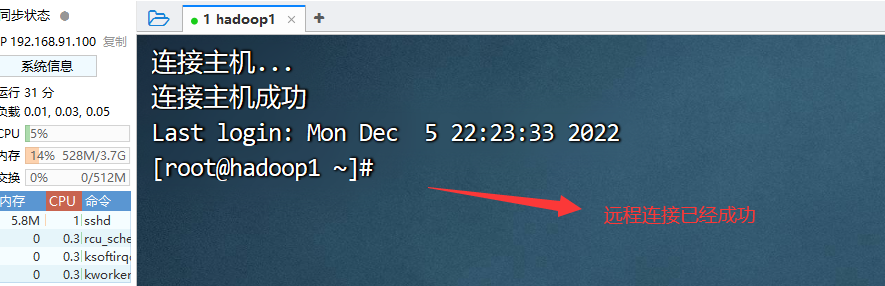 同步状态
P 192.168.91.100 复制
系统信息
运行 31 分
负载 0.01, 0.03, 0.05
CPU 5%
内存 14% 528M/3.7G
交换 0% 0/512M
内存 CPU 命令
5.8M 1 sshd
0 0.3 rcu_sche
0 0.3 ksoftirq
0 0.3 kworker
1 hadoop1
连接主机...
连接主机成功
Last login: Mon Dec  5 22:23:33 2022
[root@hadoop1 ~]#
远程连接已经成功